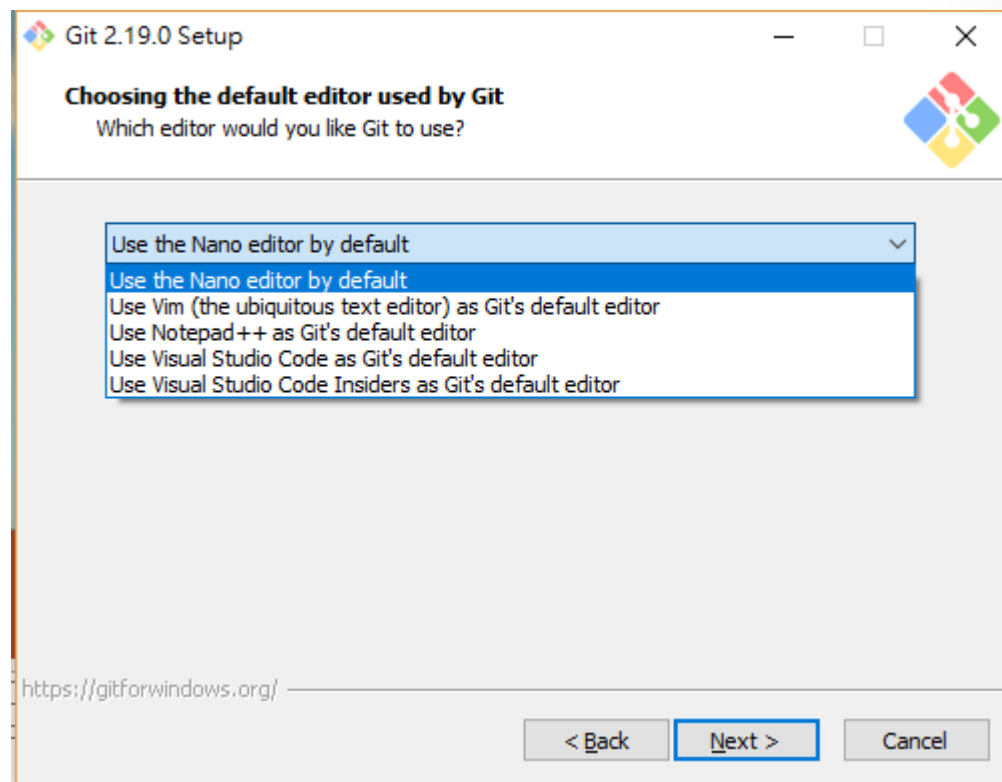 Git 2.19.0 Setup
Choosing the default editor used by Git
Which editor would you like Git to use?
Use the Nano editor by default
Use the Nano editor by default
Use Vim (the ubiquitous text editor) as Git's default editor
Use Notepad++ as Git's default editor
Use Visual Studio Code as Git's default editor
Use Visual Studio Code Insiders as Git's default editor
https://gitforwindows.org/
< Back
Next >
Cancel